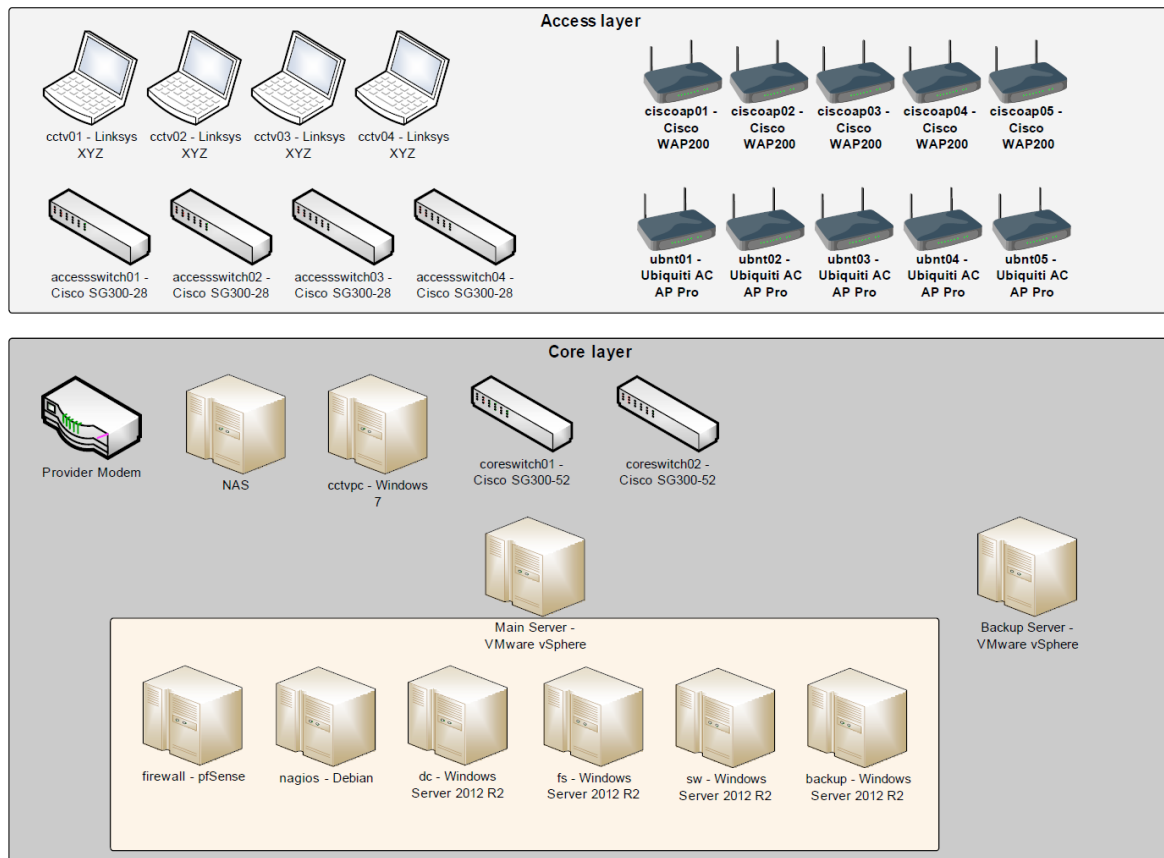 Access layer
cctv01 - Linksys
XYZ
cctv02 - Linksys
XYZ
cctv03 - Linksys
XYZ
cctv04 - Linksys
XYZ
ciscoap01 -
Cisco
WAP200
ciscoap02 -
Cisco
WAP200
ciscoap03 -
Cisco
WAP200
ciscoap04 -
Cisco
WAP200
ciscoap05 -
Cisco
WAP200
accessswitch01 -
Cisco SG300-28
accessswitch02 -
Cisco SG300-28
accessswitch03 -
Cisco SG300-28
accessswitch04 -
Cisco SG300-28
ubnt01 -
Ubiquiti AC
AP Pro
ubnt02 -
Ubiquiti AC
AP Pro
ubnt03 -
Ubiquiti AC
AP Pro
ubnt04 -
Ubiquiti AC
AP Pro
ubnt05 -
Ubiquiti AC
AP Pro
Core layer
Provider Modem
NAS
cctvpc - Windows
7
coreswitch01 -
Cisco SG300-52
coreswitch02 -
Cisco SG300-52
Main Server -
VMware vSphere
Backup Server -
VMware vSphere
firewall - pfSense
nagios - Debian
dc - Windows
Server 2012 R2
fs - Windows
Server 2012 R2
sw - Windows
Server 2012 R2
backup - Windows
Server 2012 R2